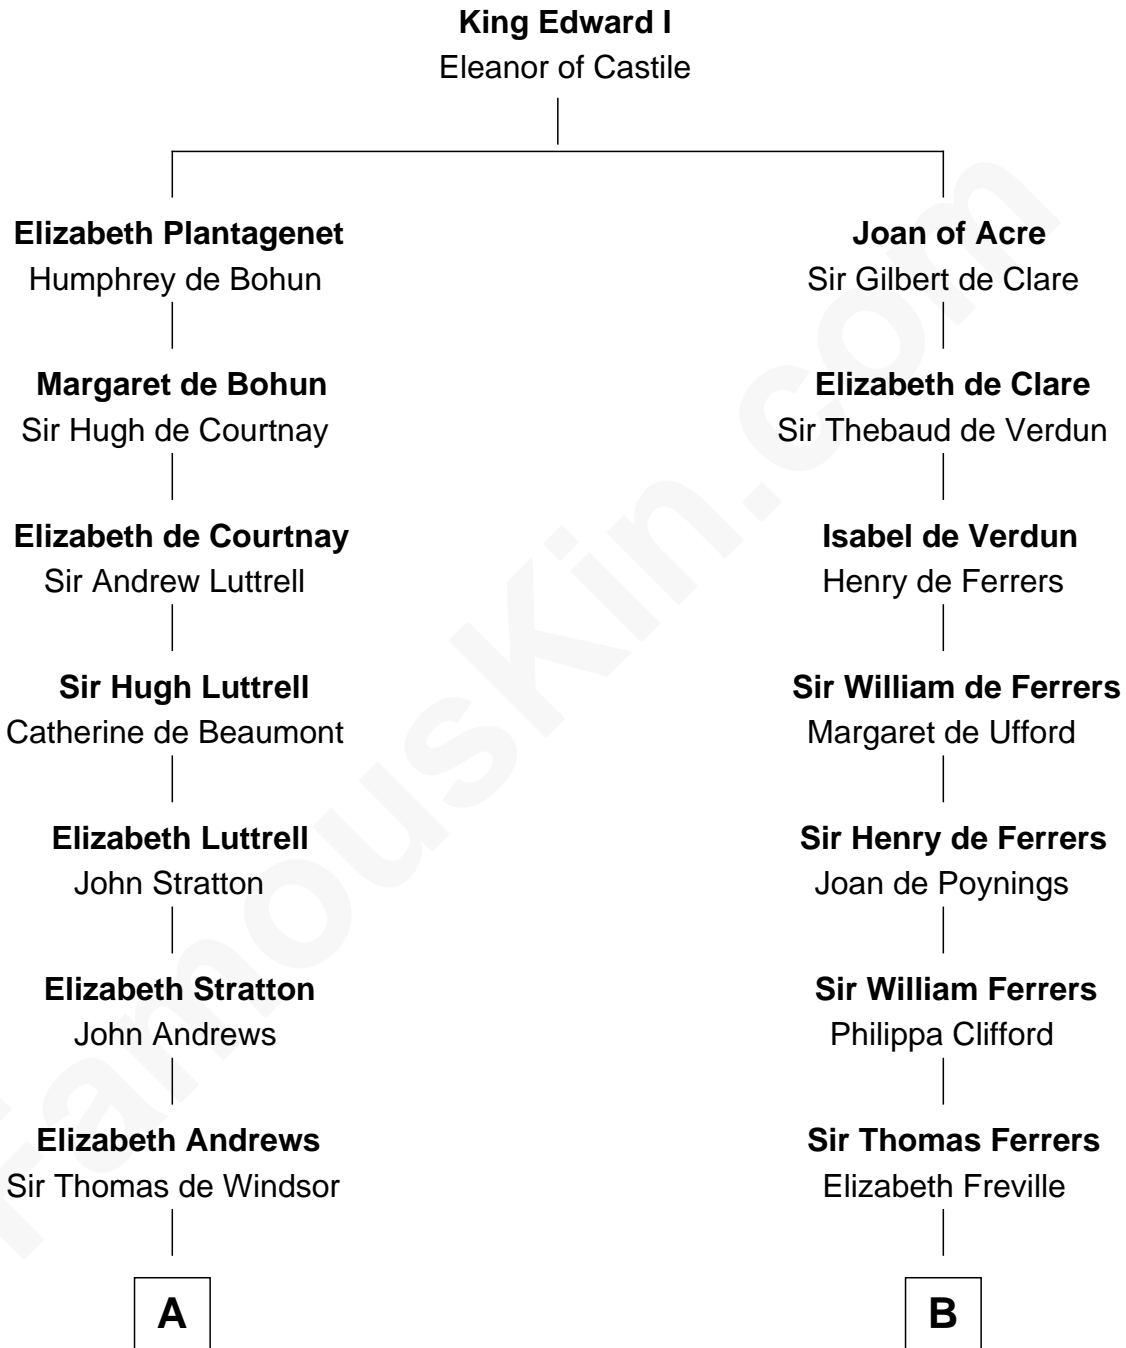 King Edward I
Eleanor of Castile
Elizabeth Plantagenet
Humphrey de Bohun
Joan of Acre
Sir Gilbert de Clare
Margaret de Bohun
Sir Hugh de Courtnay
Elizabeth de Clare
Sir Thebaud de Verdun
Elizabeth de Courtnay
Sir Andrew Luttrell
Isabel de Verdun
Henry de Ferrers
Sir Hugh Luttrell
Catherine de Beaumont
Sir William de Ferrers
Margaret de Ufford
Elizabeth Luttrell
John Stratton
Sir Henry de Ferrers
Joan de Poynings
Elizabeth Stratton
John Andrews
Sir William Ferrers
Philippa Clifford
Elizabeth Andrews
Sir Thomas de Windsor
Sir Thomas Ferrers
Elizabeth Freville
A
B
FamousKin.com